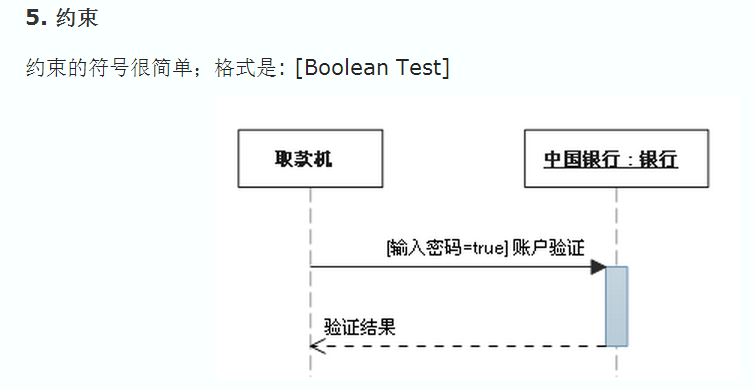 5. 约束
约束的符号很简单；格式是: [Boolean Test]
取款机
中国银行：银行
[输入密码=true] 账户验证
验证结果